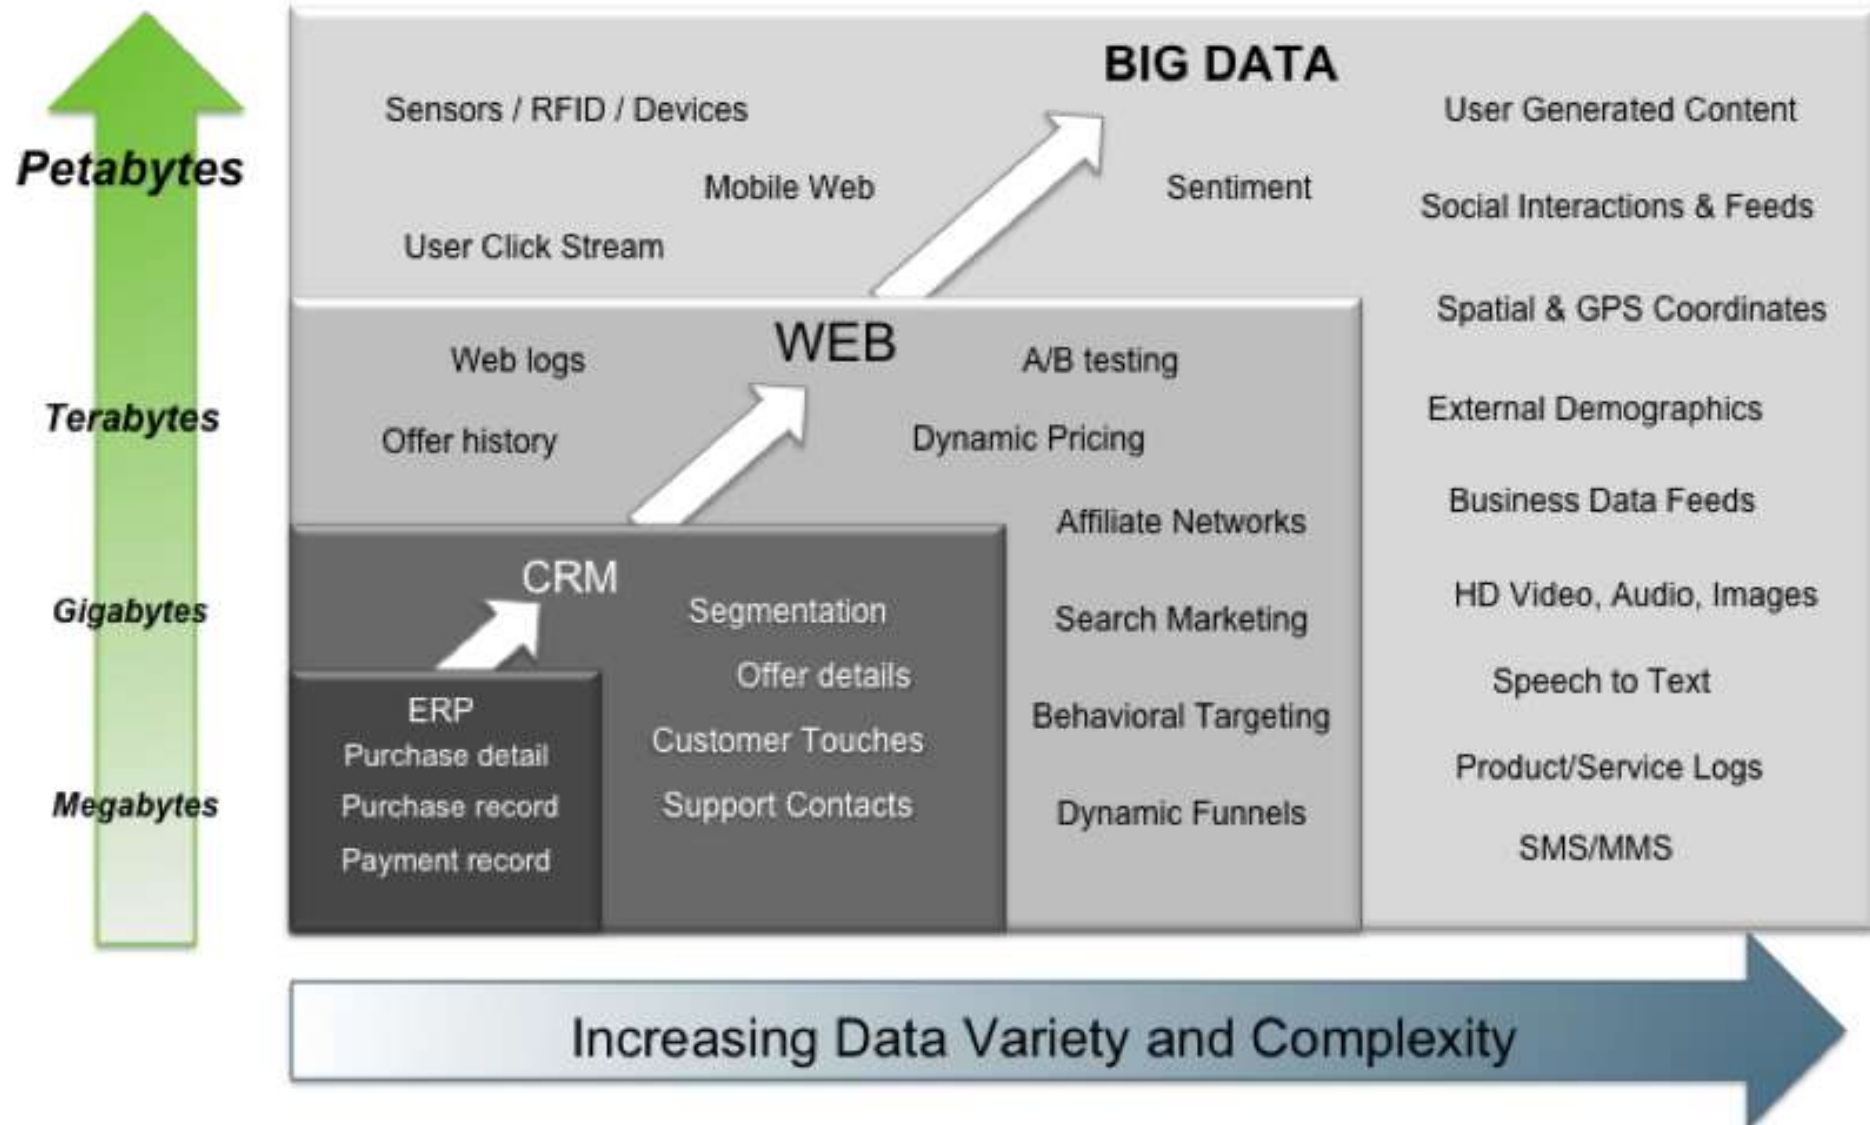 Petabytes
Terabytes
Gigabytes
Megabytes
BIG DATA
Sensors / RFID / Devices
Mobile Web
User Click Stream
Sentiment
User Generated Content
Social Interactions & Feeds
Spatial & GPS Coordinates
External Demographics
Business Data Feeds
HD Video, Audio, Images
Speech to Text
Product/Service Logs
SMS/MMS
WEB
Web logs
Offer history
A/B testing
Dynamic Pricing
Affiliate Networks
Search Marketing
Behavioral Targeting
Dynamic Funnels
CRM
Segmentation
Offer details
Customer Touches
Support Contacts
ERP
Purchase detail
Purchase record
Payment record
Increasing Data Variety and Complexity